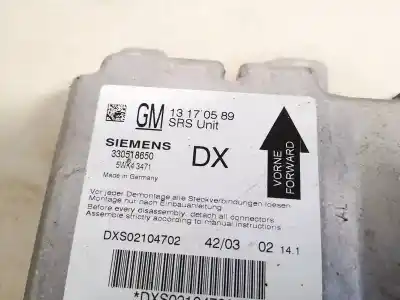 GM 13 17 05 89
SRS Unit
SIEMENS
330518650
5WK4 3471
DX
Made in Germany
VORNE
FORWARD
Vor jeder Demontage alle Steckverbindungen loesen
Montage nur nach Einbauanleitung
Before every disassembly, detach all connectors
Assemble strictly according to manual instructions
DXS02104702 42/03 02 14.1